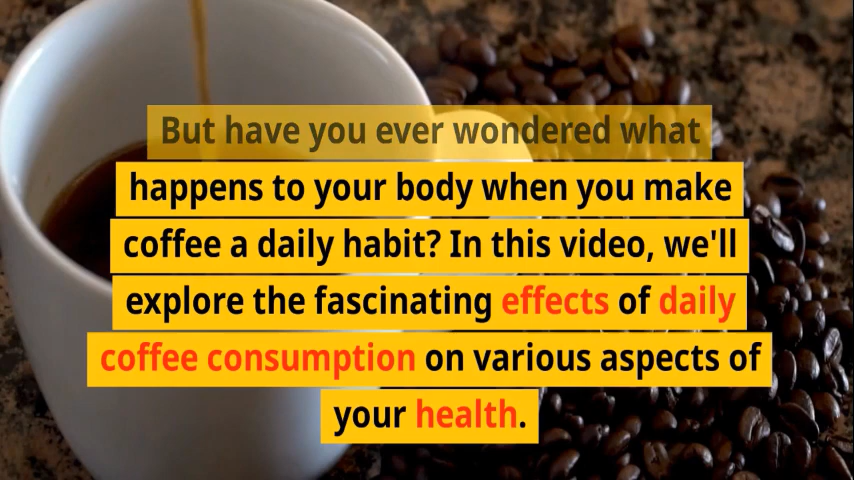 But have you ever wondered what
happens to your body when you make
coffee a daily habit? In this video, we'll
explore the fascinating effects of daily
coffee consumption on various aspects of
your health.